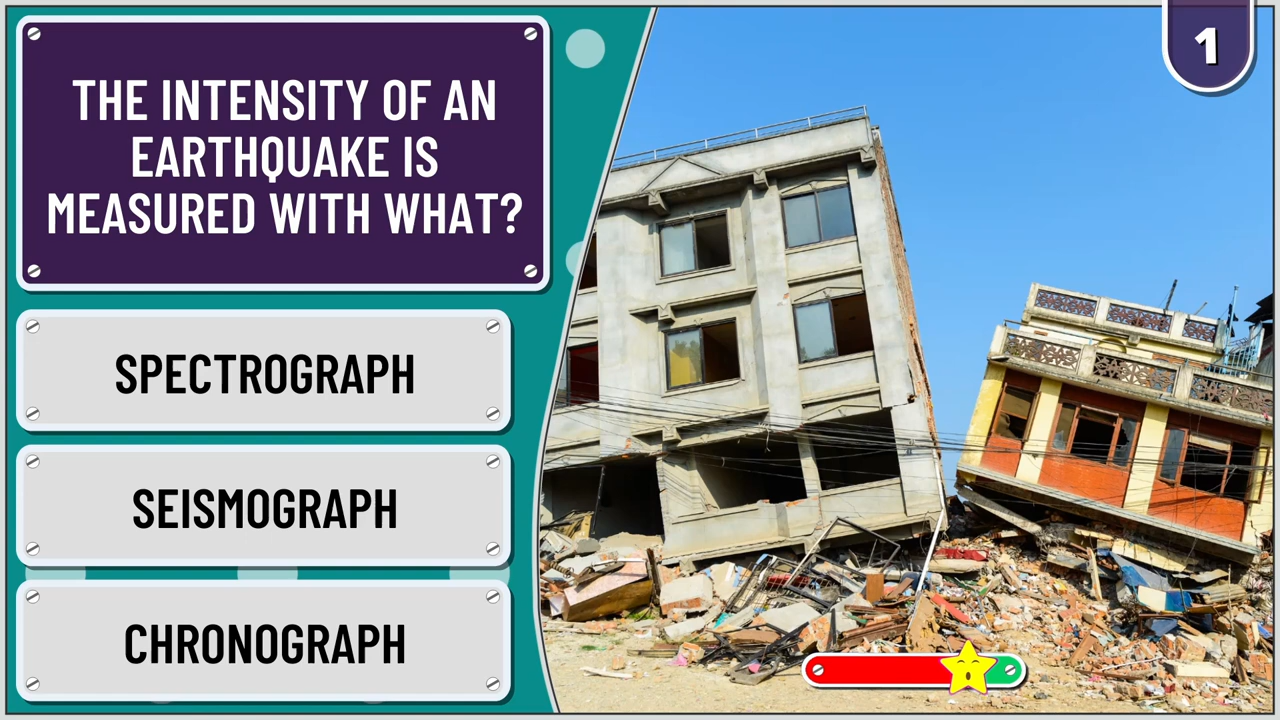 THE INTENSITY OF AN
EARTHQUAKE IS
MEASURED WITH WHAT?
1
SPECTROGRAPH
SEISMOGRAPH
CHRONOGRAPH